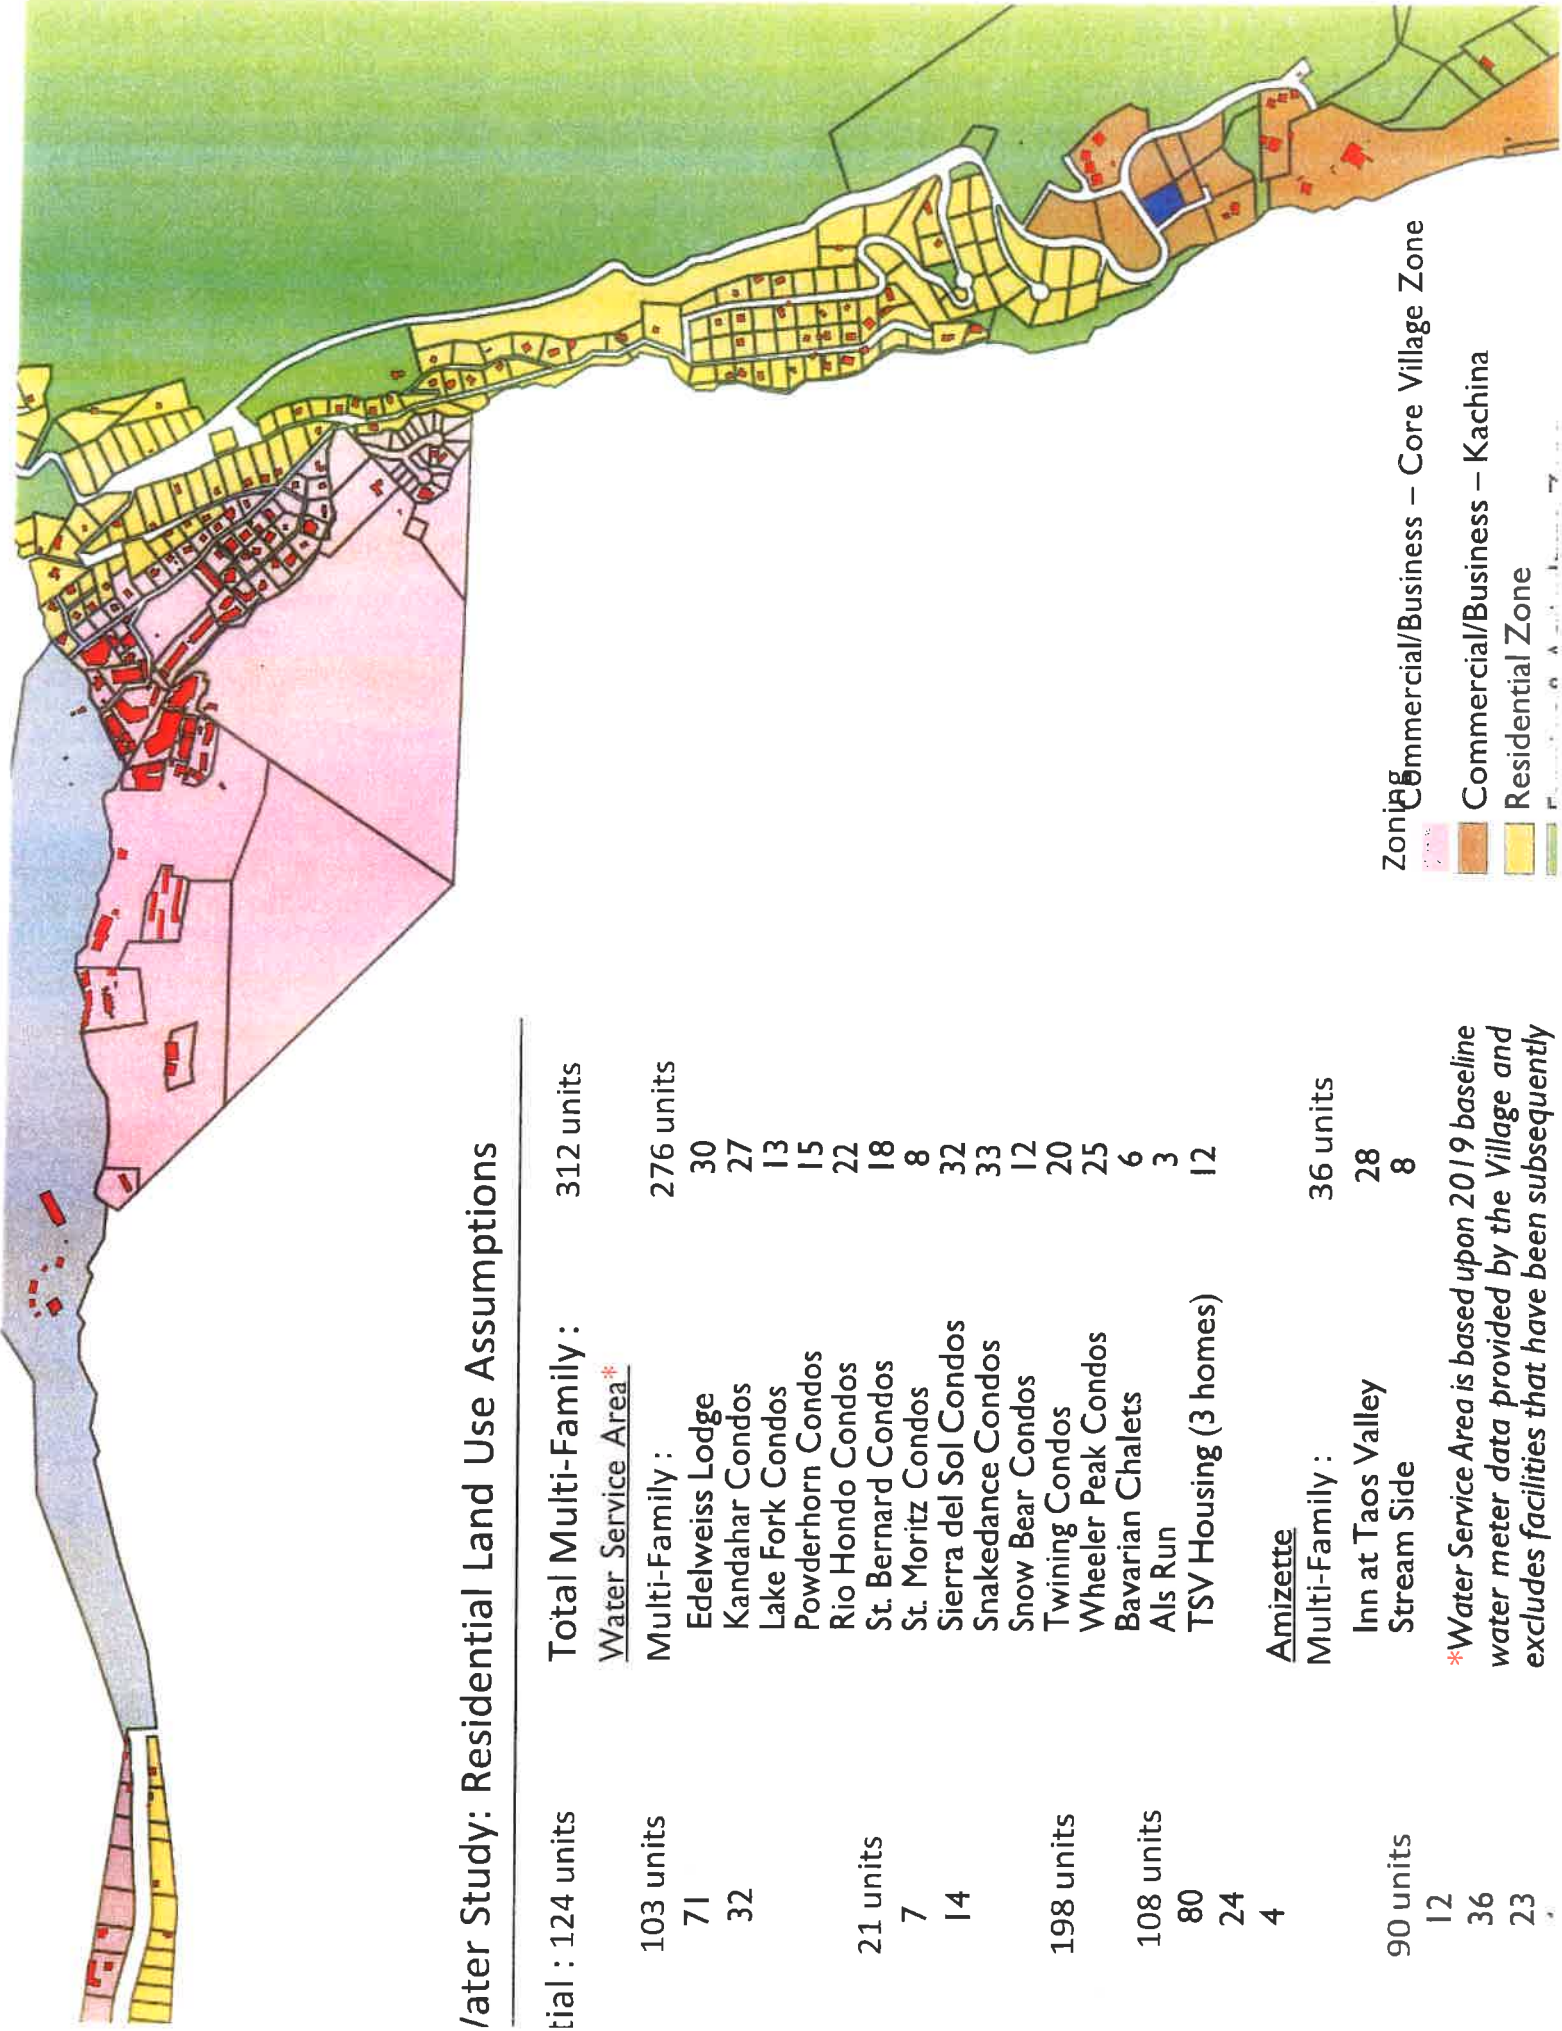 /ater Study: Residential Land Use Assumptions
tial : 124 units
103 units
71
32
21 units
7
14
198 units
108 units
80
24
4
90 units
12
36
23
Total Multi-Family : 312 units
Water Service Area*
Multi-Family : 276 units
Edelweiss Lodge 30
Kandahar Condos 27
Lake Fork Condos 13
Powderhorn Condos 15
Rio Hondo Condos 22
St. Bernard Condos 18
St. Moritz Condos 8
Sierra del Sol Condos 32
Snakedance Condos 33
Snow Bear Condos 12
Twining Condos 20
Wheeler Peak Condos 25
Bavarian Chalets 6
Als Run 3
TSV Housing (3 homes) 12
Amizette
Multi-Family : 36 units
Inn at Taos Valley 28
Stream Side 8
*Water Service Area is based upon 2019 baseline
water meter data provided by the Village and
excludes facilities that have been subsequently
Zoning
Commercial/Business – Core Village Zone
Commercial/Business – Kachina
Residential Zone